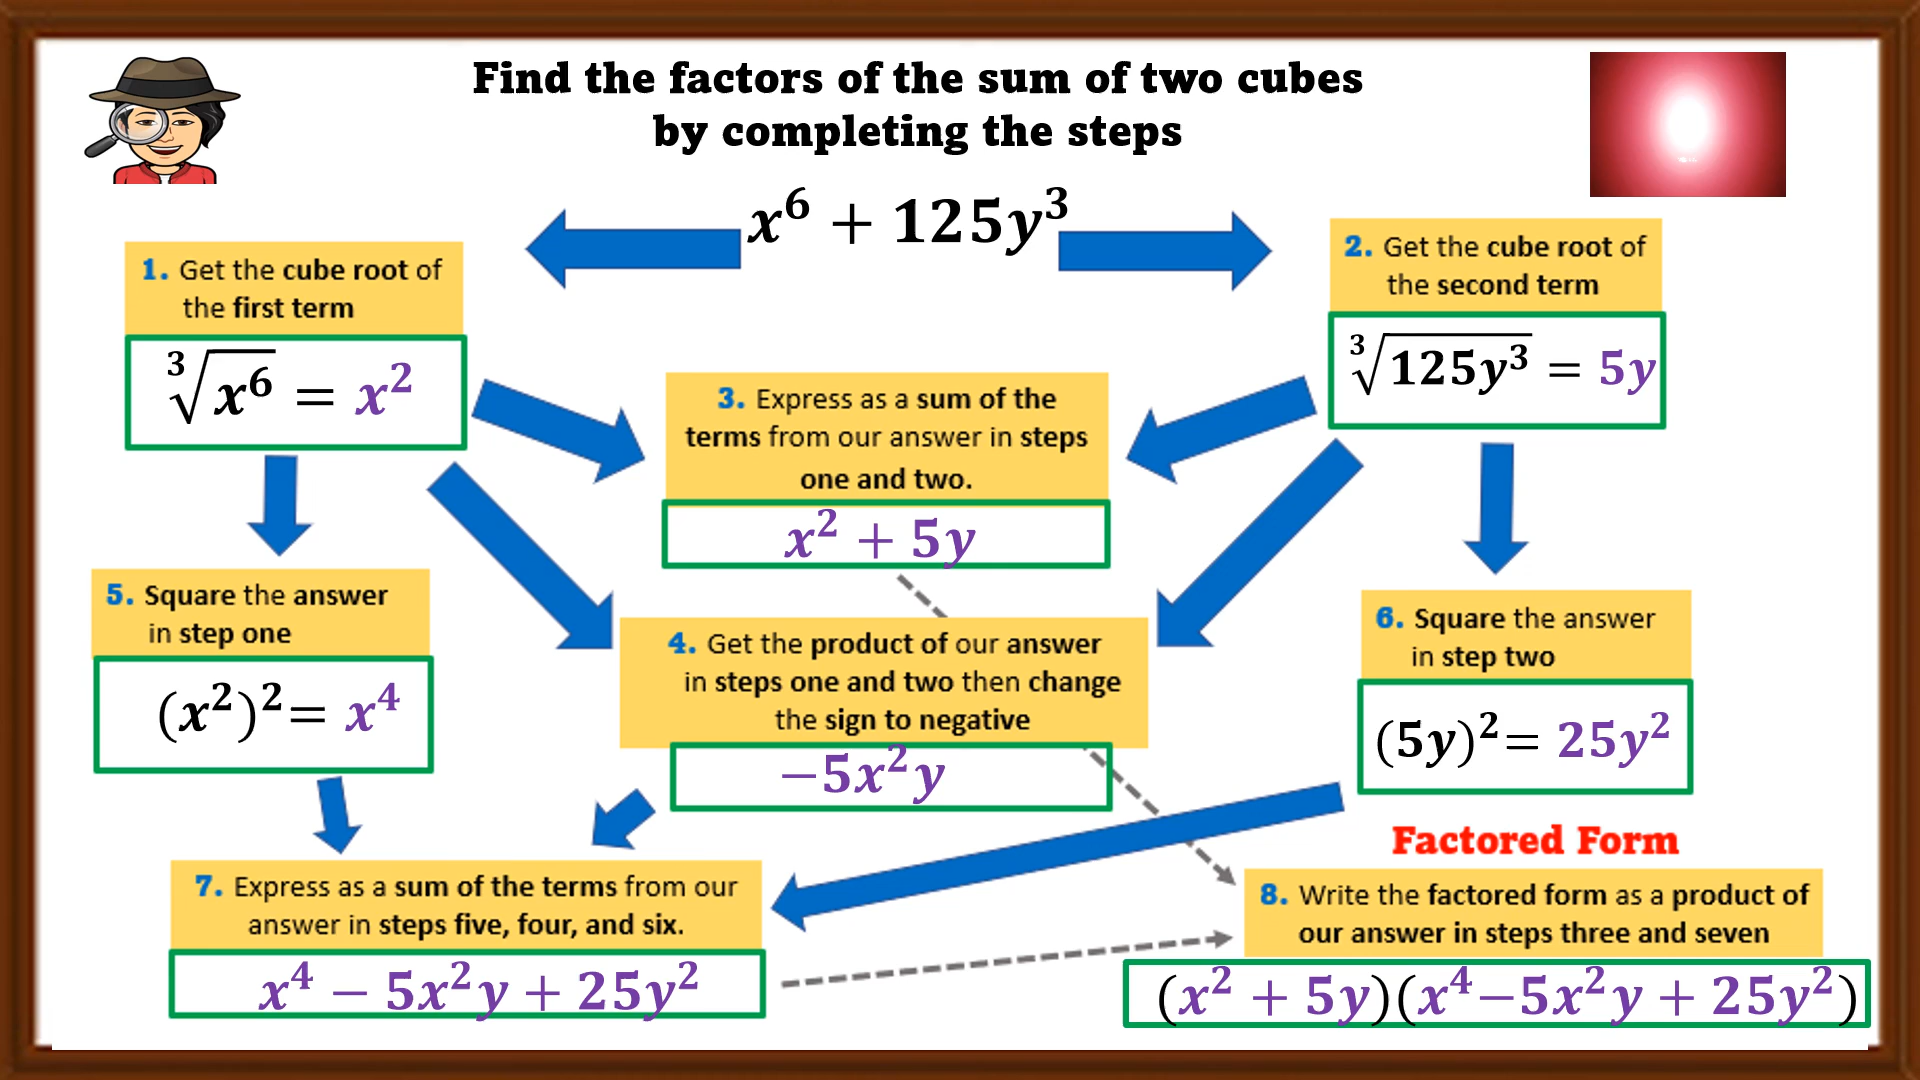 Find the factors of the sum of two cubes
by completing the steps
x⁶ + 125y³
1. Get the cube root of
the first term
∛x⁶ = x²
2. Get the cube root of
the second term
∛125y³ = 5y
3. Express as a sum of the
terms from our answer in steps
one and two.
x² + 5y
4. Get the product of our answer
in steps one and two then change
the sign to negative
−5x²y
5. Square the answer
in step one
(x²)²= x⁴
6. Square the answer
in step two
(5y)²= 25y²
7. Express as a sum of the terms from our
answer in steps five, four, and six.
x⁴ − 5x²y + 25y²
Factored Form
8. Write the factored form as a product of
our answer in steps three and seven
(x² + 5y)(x⁴−5x²y + 25y²)